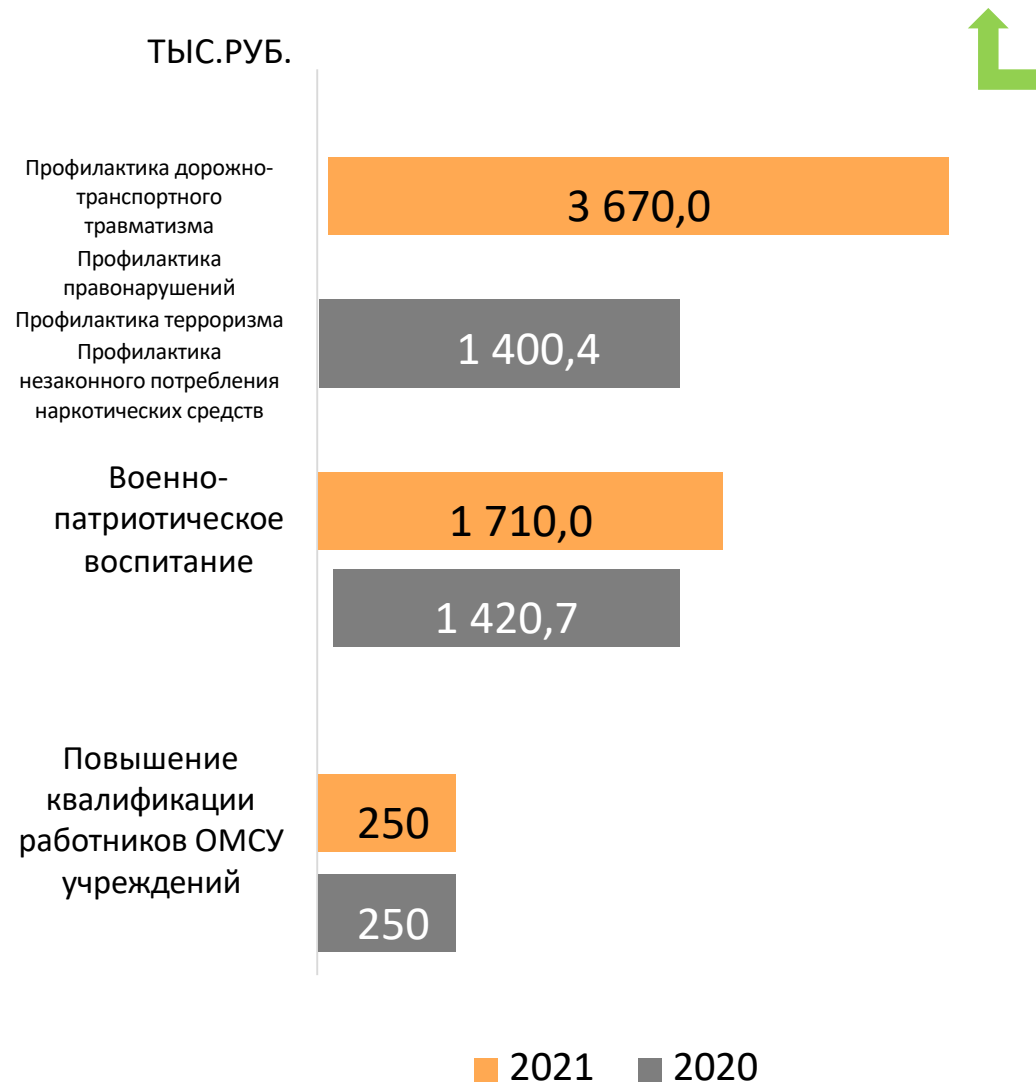 ТЫС.РУБ.
Профилактика дорожно-
транспортного
травматизма
Профилактика
правонарушений
Профилактика терроризма
Профилактика
незаконного потребления
наркотических средств
3 670,0
1 400,4
Военно-
патриотическое
воспитание
1 710,0
1 420,7
Повышение
квалификации
работников ОМСУ
учреждений
250
250
2021
2020